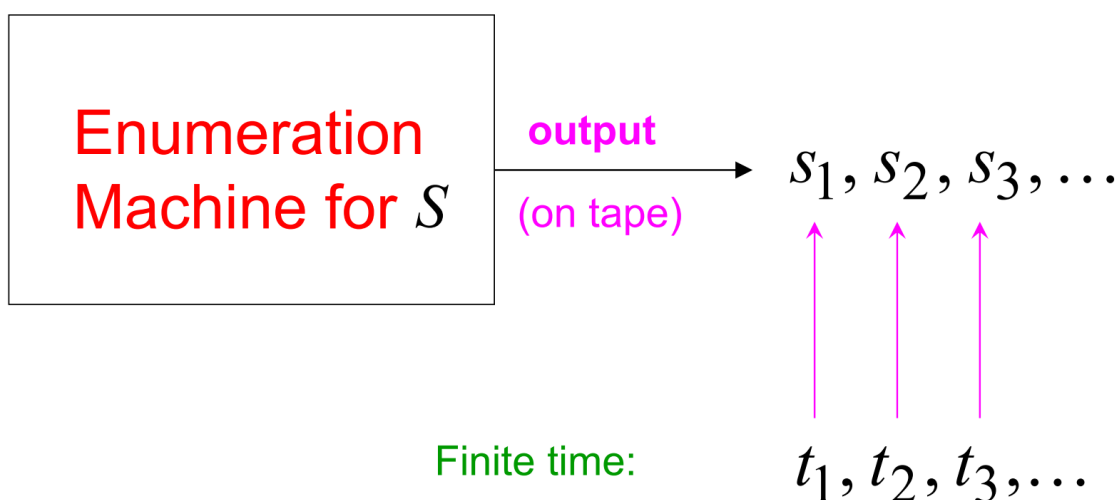 Enumeration
Machine for S
output
(on tape)
s₁, s₂, s₃, …
Finite time:
t₁, t₂, t₃, …